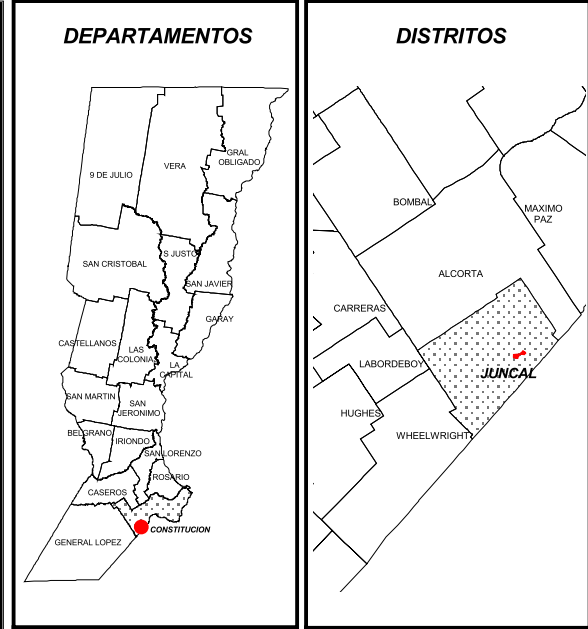 DEPARTAMENTOS
GRAL
OBLIGADO
VERA
9 DE JULIO
S JUSTO
SAN CRISTOBAL
SAN JAVIER
GARAY
CASTELLANOS
LAS
COLONIA
LA
CAPITAL
SAN MARTIN
SAN
JERONIMO
BELGRANO
IRIONDO
SAN LORENZO
ROSARIO
CASEROS
CONSTITUCION
GENERAL LOPEZ
DISTRITOS
BOMBAL
MAXIMO
PAZ
ALCORTA
CARRERAS
LABORDEBOY
JUNCAL
HUGHES
WHEELWRIGHT